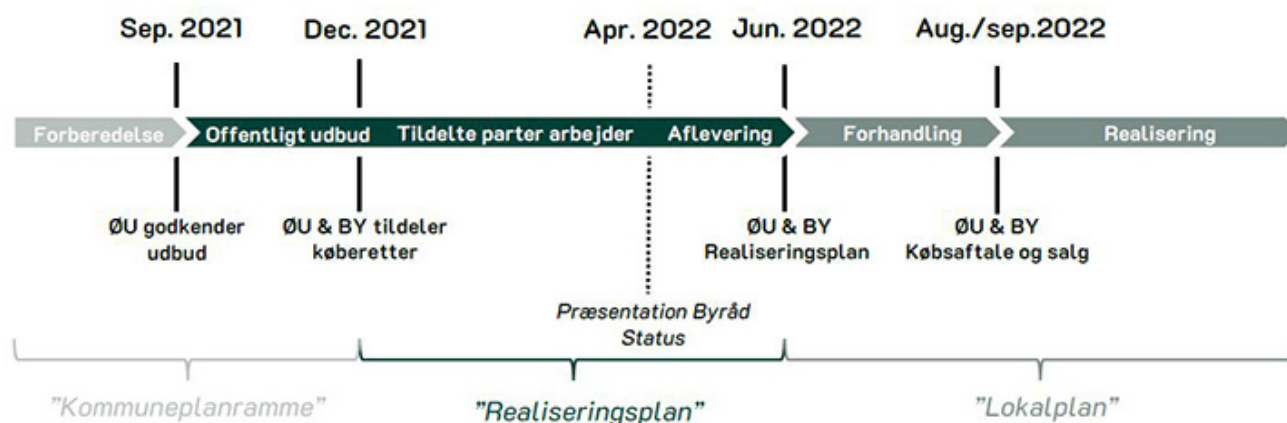 Sep. 2021 Dec. 2021 Apr. 2022 Jun. 2022 Aug./sep.2022
Forberedelse Offentligt udbud Tildelte parter arbejder Aflevering Forhandling Realisering
ØU godkender
udbud
ØU & BY tildeler
køberetter
ØU & BY
Realiseringsplan
ØU & BY
Købsaftale og salg
Præsentation Byråd
Status
"Kommuneplanramme" "Realiseringsplan" "Lokalplan"